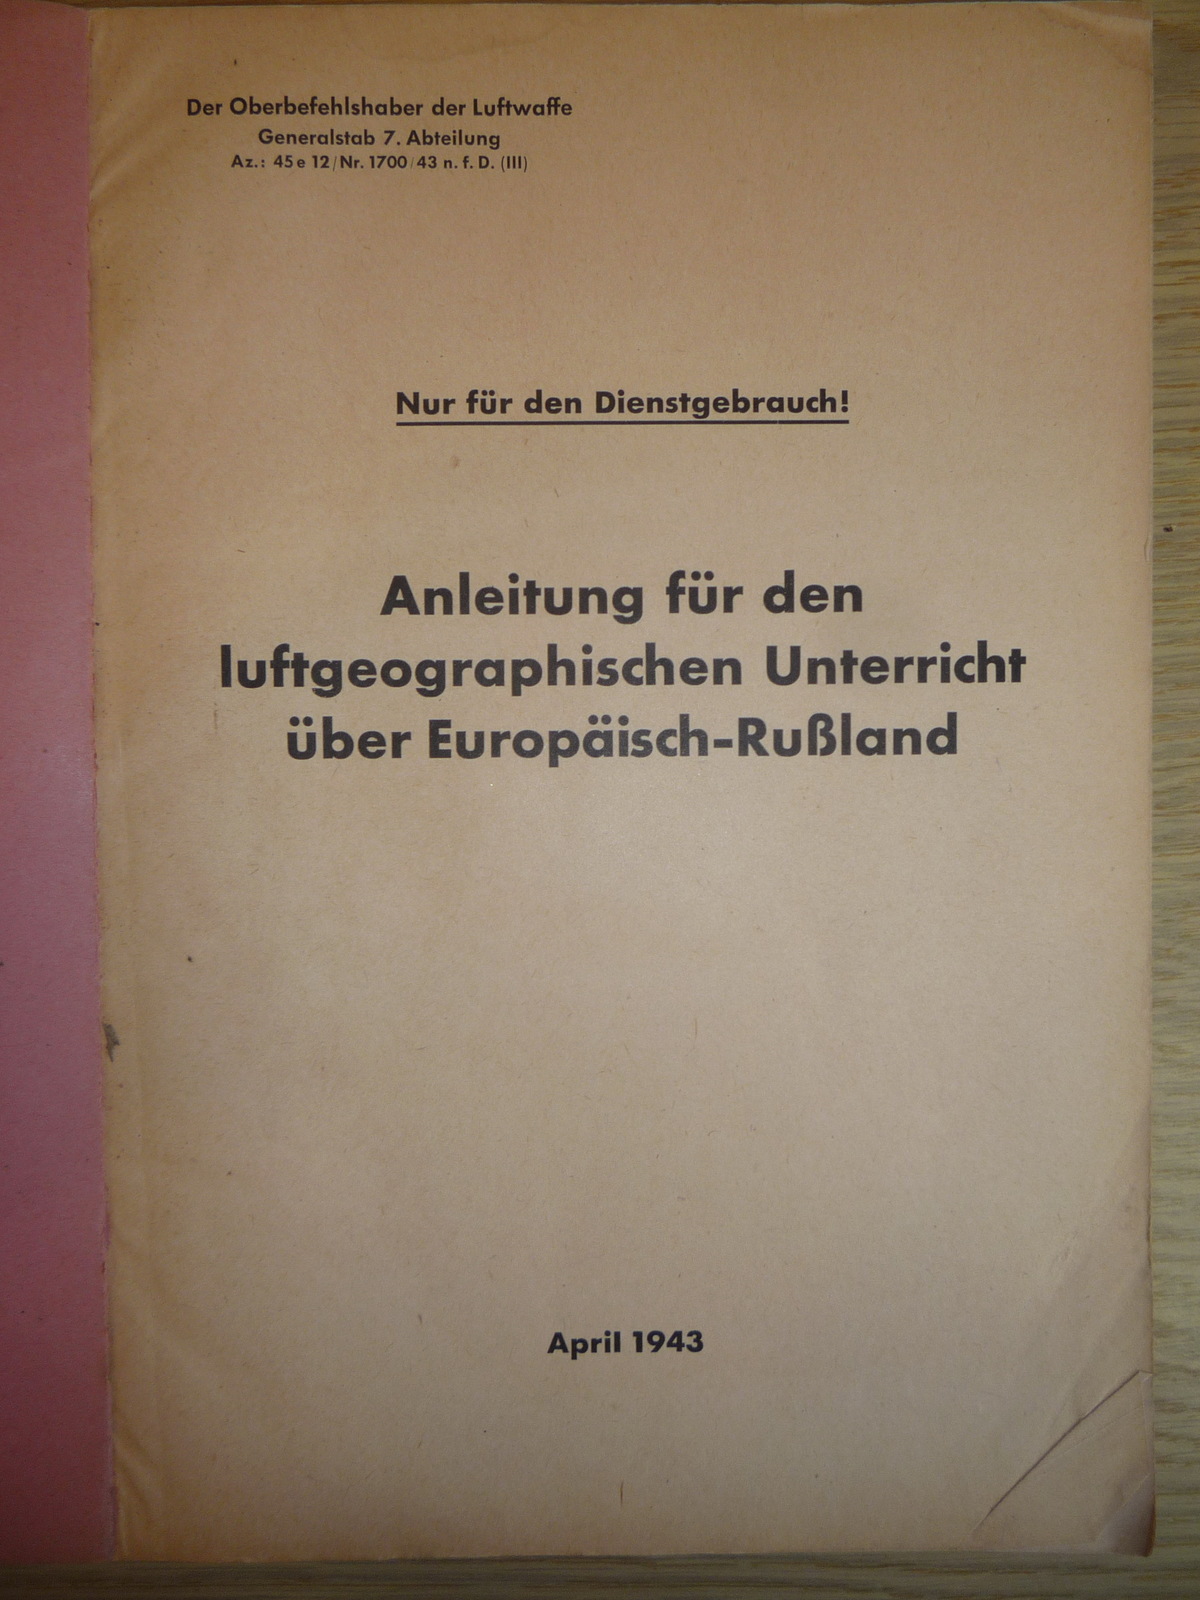 Der Oberbefehlshaber der Luftwaffe
Generalstab 7. Abteilung
Az.: 45 e 12/Nr. 1700/43 n. f. D. (III)
Nur für den Dienstgebrauch!
Anleitung für den
luftgeographischen Unterricht
über Europäisch-Rußland
April 1943